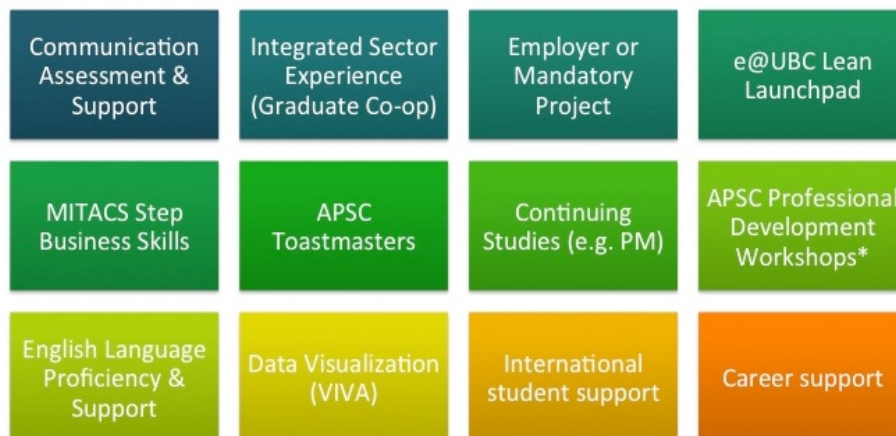 Communication
Assessment &
Support
Integrated Sector
Experience
(Graduate Co-op)
Employer or
Mandatory
Project
e@UBC Lean
Launchpad
MITACS Step
Business Skills
APSC
Toastmasters
Continuing
Studies (e.g. PM)
APSC Professional
Development
Workshops*
English Language
Proficiency &
Support
Data Visualization
(VIVA)
International
student support
Career support